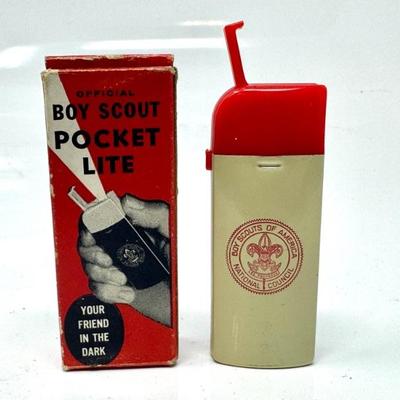 OFFICIAL
BOY SCOUT
POCKET
LITE
YOUR
FRIEND
IN THE
DARK
BOY SCOUTS OF AMERICA
NATIONAL COUNCIL